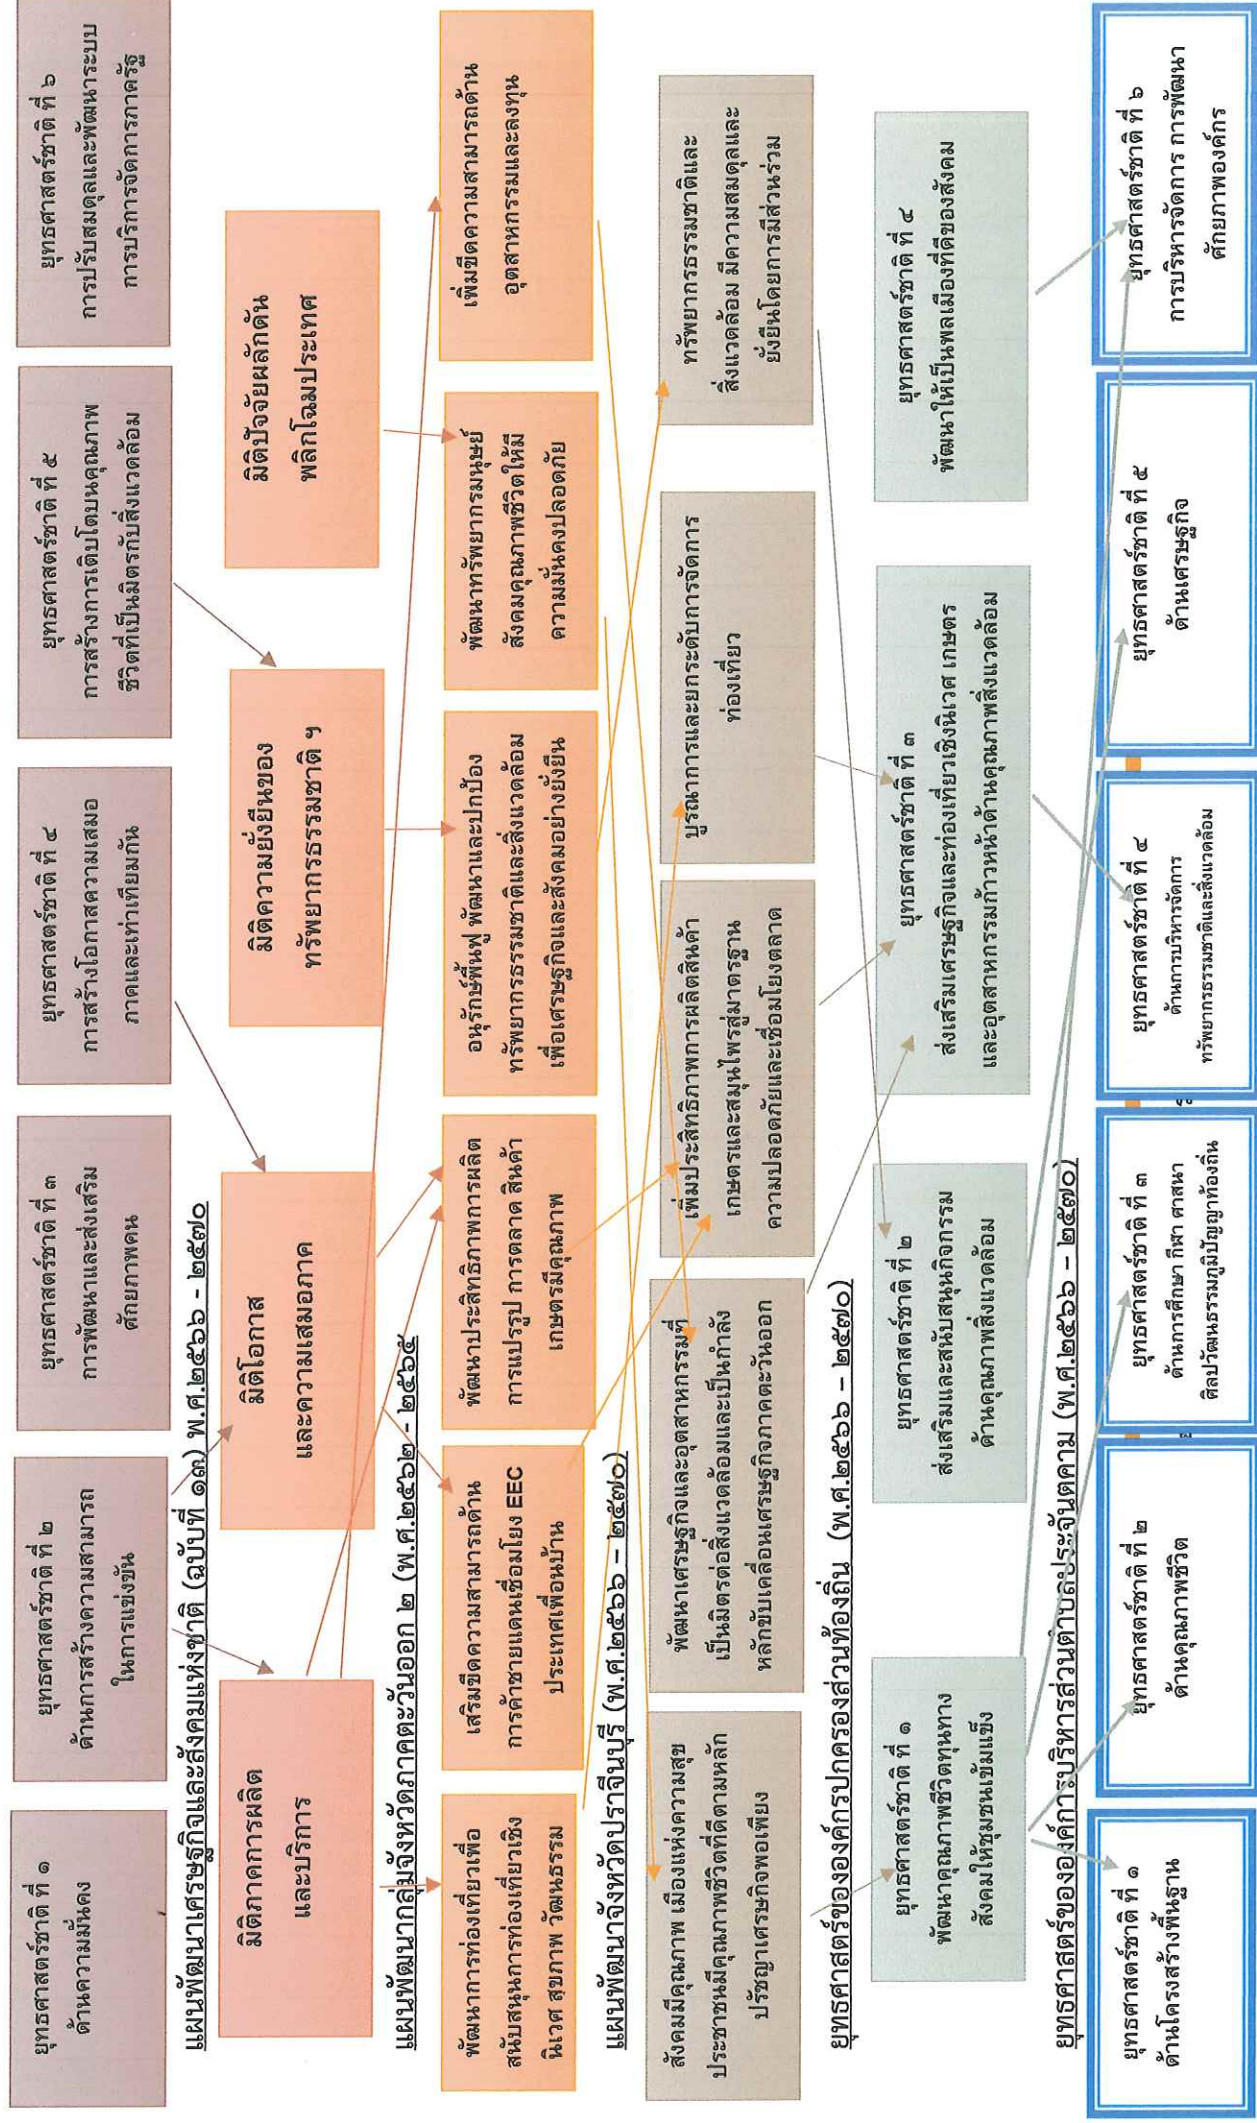 ยุทธศาสตร์ชาติ ที่ ๑
ด้านความมั่นคง
ยุทธศาสตร์ชาติ ที่ ๒
ด้านการสร้างความสามารถ
ในการแข่งขัน
ยุทธศาสตร์ชาติ ที่ ๓
การพัฒนาและส่งเสริม
ศักยภาพคน
ยุทธศาสตร์ชาติ ที่ ๔
การสร้างโอกาสความเสมอ
ภาคและเท่าเทียมกัน
ยุทธศาสตร์ชาติ ที่ ๕
การสร้างการเติบโตบนคุณภาพ
ชีวิตที่เป็นมิตรกับสิ่งแวดล้อม
ยุทธศาสตร์ชาติ ที่ ๖
การปรับสมดุลและพัฒนาระบบ
การบริการจัดการภาครัฐ
แผนพัฒนาเศรษฐกิจและสังคมแห่งชาติ (ฉบับที่ ๑๓) พ.ศ.๒๕๖๖ - ๒๕๗๐
มิติภาคการผลิต
และบริการ
มิติโอกาส
และความเสมอภาค
มิติความยั่งยืนของ
ทรัพยากรธรรมชาติ ฯ
มิติปัจจัยผลักดัน
พลิกโฉมประเทศ
แผนพัฒนากลุ่มจังหวัดภาคตะวันออก ๒ (พ.ศ.๒๕๖๒ - ๒๕๖๕
พัฒนาการท่องเที่ยวเพื่อ
สนับสนุนการท่องเที่ยวเชิง
นิเวศ สุขภาพ วัฒนธรรม
เสริมขีดความสามารถด้าน
การค้าชายแดนเชื่อมโยง EEC
ประเทศเพื่อนบ้าน
พัฒนาประสิทธิภาพการผลิต
การแปรรูป การตลาด สินค้า
เกษตรมีคุณภาพ
อนุรักษ์พื้นฟู พัฒนาและปกป้อง
ทรัพยากรธรรมชาติและสิ่งแวดล้อม
เพื่อเศรษฐกิจและสังคมอย่างยั่งยืน
พัฒนาทรัพยากรมนุษย์
สังคมคุณภาพชีวิตให้มี
ความมั่นคงปลอดภัย
เพิ่มขีดความสามารถด้าน
อุตสาหกรรมและลงทุน
แผนพัฒนาจังหวัดปราจีนบุรี (พ.ศ.๒๕๖๖ – ๒๕๗๐)
สังคมมีคุณภาพ เมืองแห่งความสุข
ประชาชนมีคุณภาพชีวิตที่ดีตามหลัก
ปรัชญาเศรษฐกิจพอเพียง
พัฒนาเศรษฐกิจและอุตสาหกรรมที่
เป็นมิตรต่อสิ่งแวดล้อมและเป็นกำลัง
หลักขับเคลื่อนเศรษฐกิจภาคตะวันออก
เพิ่มประสิทธิภาพการผลิตสินค้า
เกษตรและสมุนไพรสู่มาตรฐาน
ความปลอดภัยและเชื่อมโยงตลาด
บูรณาการและยกระดับการจัดการ
ท่องเที่ยว
ทรัพยากรธรรมชาติและ
สิ่งแวดล้อม มีความสมดุลและ
ยั่งยืนโดยการมีส่วนร่วม
ยุทธศาสตร์ขององค์กรปกครองส่วนท้องถิ่น (พ.ศ.๒๕๖๖ – ๒๕๗๐)
ยุทธศาสตร์ชาติ ที่ ๑
พัฒนาคุณภาพชีวิตทุนทาง
สังคมให้ชุมชนเข้มแข็ง
ยุทธศาสตร์ชาติ ที่ ๒
ส่งเสริมและสนับสนุนกิจกรรม
ด้านคุณภาพสิ่งแวดล้อม
ยุทธศาสตร์ชาติ ที่ ๓
ส่งเสริมเศรษฐกิจและท่องเที่ยวเชิงนิเวศ เกษตร
และอุตสาหกรรมก้าวหน้าด้านคุณภาพสิ่งแวดล้อม
ยุทธศาสตร์ชาติ ที่ ๔
พัฒนาให้เป็นพลเมืองที่ดีของสังคม
ยุทธศาสตร์ขององค์การบริหารส่วนตำบลประจันตคาม (พ.ศ.๒๕๖๖ – ๒๕๗๐)
ยุทธศาสตร์ชาติ ที่ ๑
ด้านโครงสร้างพื้นฐาน
ยุทธศาสตร์ชาติ ที่ ๒
ด้านคุณภาพชีวิต
ยุทธศาสตร์ชาติ ที่ ๓
ด้านการศึกษา กีฬา ศาสนา
ศิลปวัฒนธรรมภูมิปัญญาท้องถิ่น
ยุทธศาสตร์ชาติ ที่ ๔
ด้านการบริหารจัดการ
ทรัพยากรธรรมชาติและสิ่งแวดล้อม
ยุทธศาสตร์ชาติ ที่ ๕
ด้านเศรษฐกิจ
ยุทธศาสตร์ชาติ ที่ ๖
การบริหารจัดการ การพัฒนา
ศักยภาพองค์กร